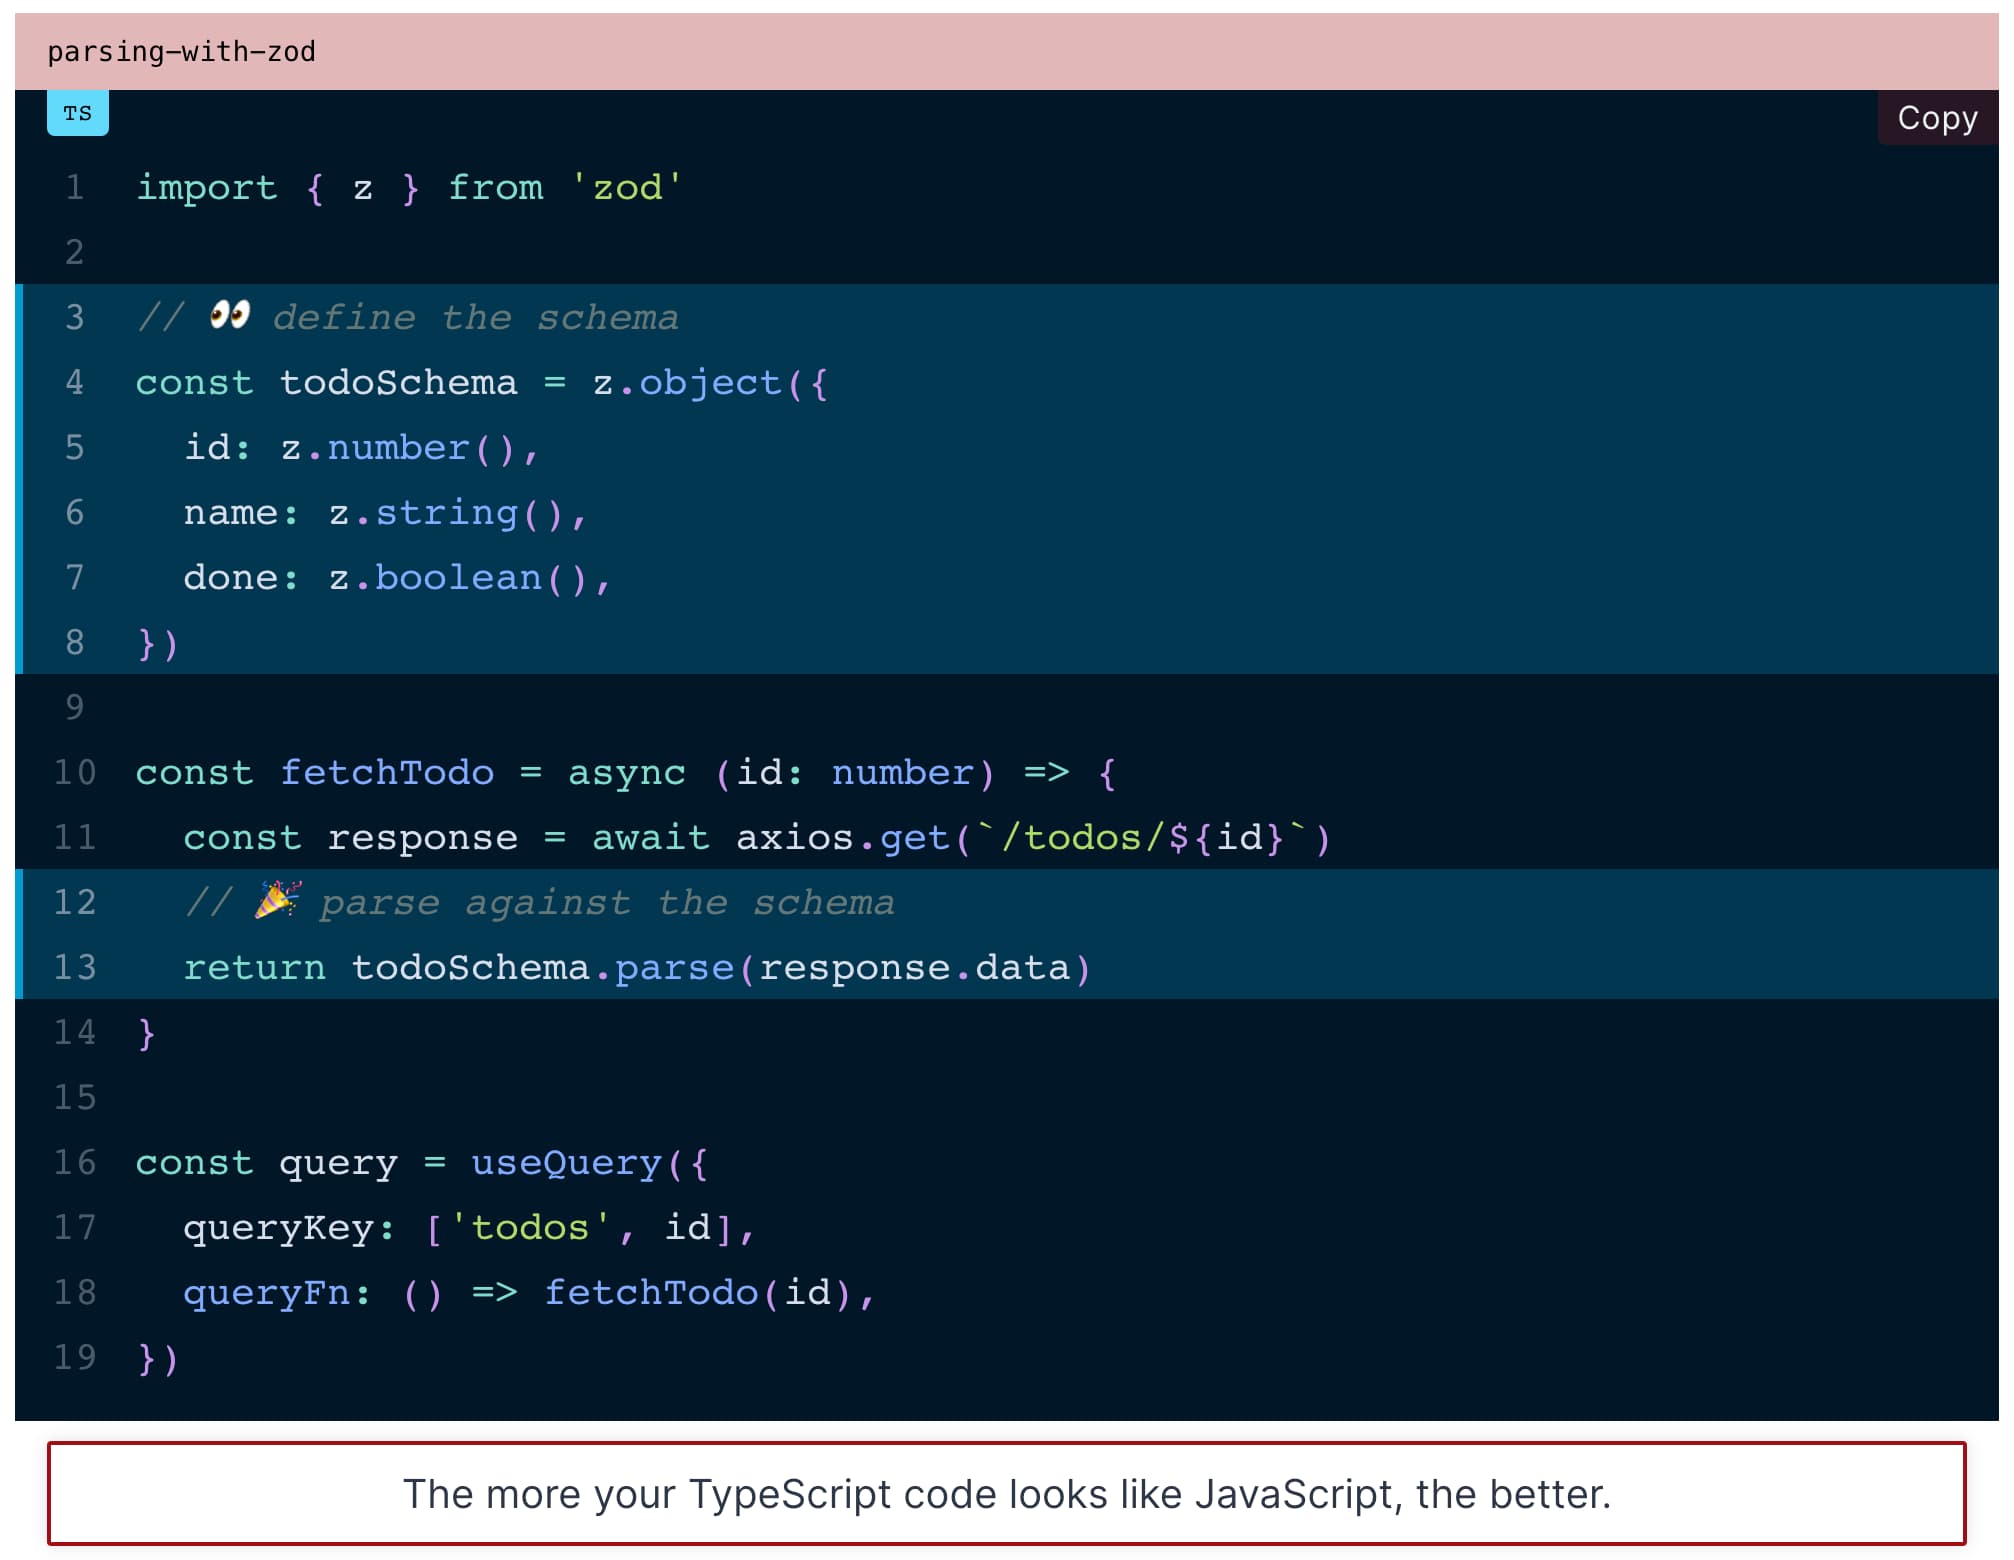 parsing-with-zod
TS
Copy
1 import { z } from 'zod'
2
3 // 👀 define the schema
4 const todoSchema = z.object({
5   id: z.number(),
6   name: z.string(),
7   done: z.boolean(),
8 })
9
10 const fetchTodo = async (id: number) => {
11   const response = await axios.get(`/todos/${id}`)
12   // 🎉 parse against the schema
13   return todoSchema.parse(response.data)
14 }
15
16 const query = useQuery({
17   queryKey: ['todos', id],
18   queryFn: () => fetchTodo(id),
19 })
The more your TypeScript code looks like JavaScript, the better.